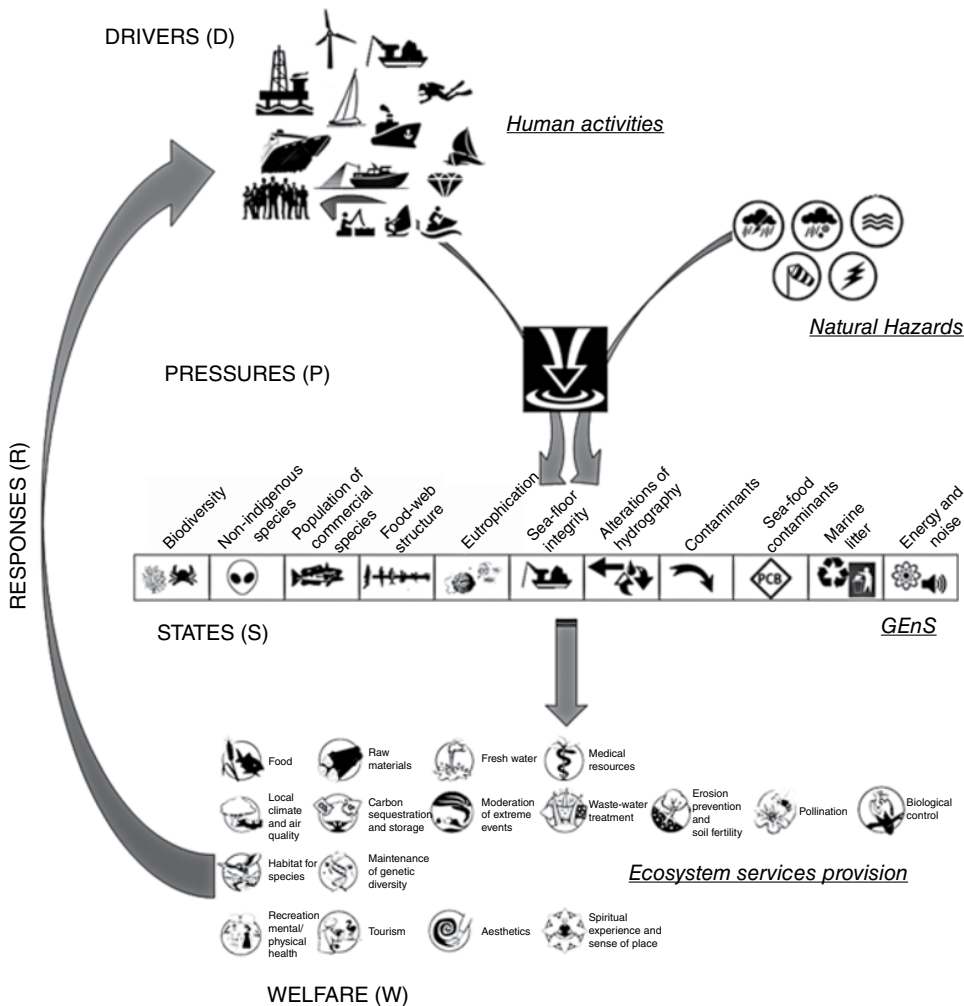 DRIVERS (D)
Human activities
Natural Hazards
PRESSURES (P)
RESPONSES (R)
Biodiversity
Non-indigenous
species
Population of
commercial
species
Food-web
structure
Eutrophication
Sea-floor
integrity
Alterations of
hydrography
Contaminants
Sea-food
contaminants
Marine
litter
Energy and
noise
PCB
STATES (S)
GEnS
Food
Raw
materials
Fresh water
Medical
resources
Local
climate
and air
quality
Carbon
sequestration
and storage
Moderation
of extreme
events
Waste-water
treatment
Erosion
prevention
and
soil fertility
Pollination
Biological
control
Habitat for
species
Maintenance
of genetic
diversity
Ecosystem services provision
Recreation
mental/
physical
health
Tourism
Aesthetics
Spiritual
experience and
sense of place
WELFARE (W)